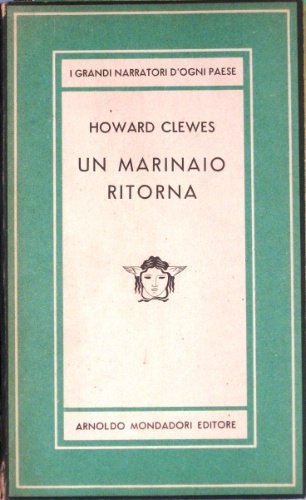 I GRANDI NARRATORI D'OGNI PAESE
HOWARD CLEWES
UN MARINAIO
RITORNA
ARNOLDO MONDADORI EDITORE